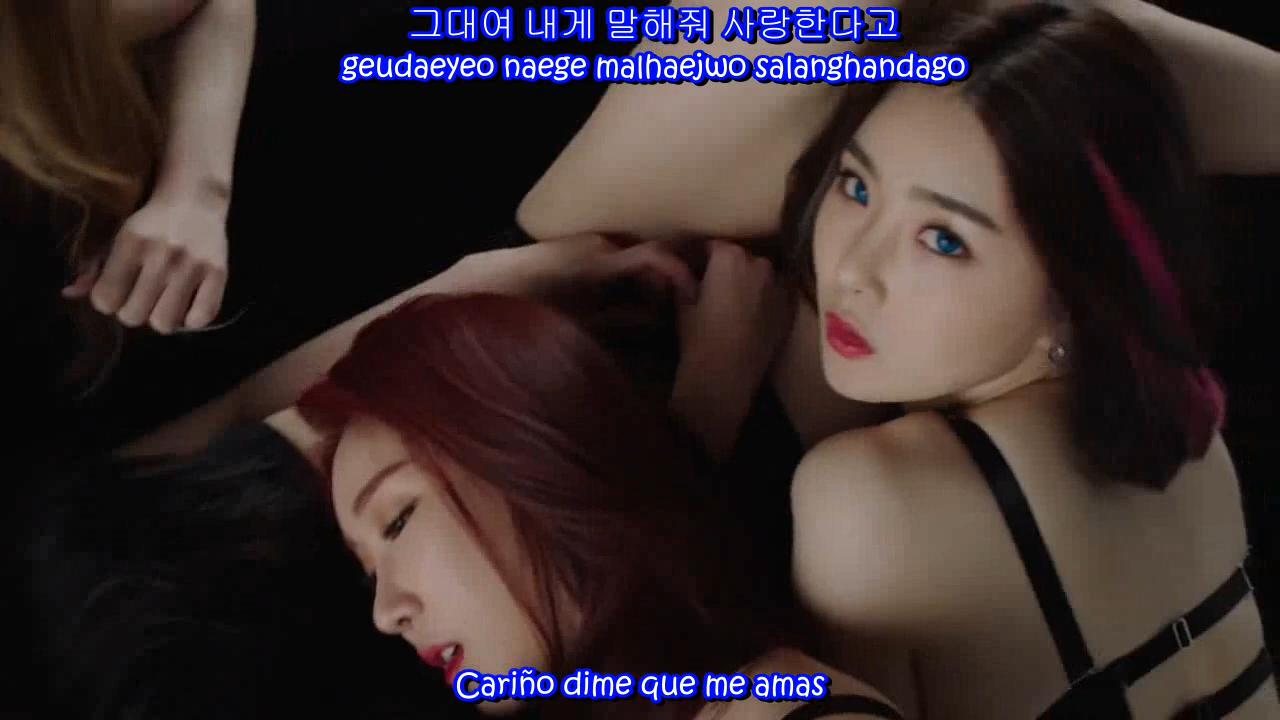 그대여 내게 말해줘 사랑한다고
geudaeyeo naege malhaejwo salanghandago
Cariño dime que me amas